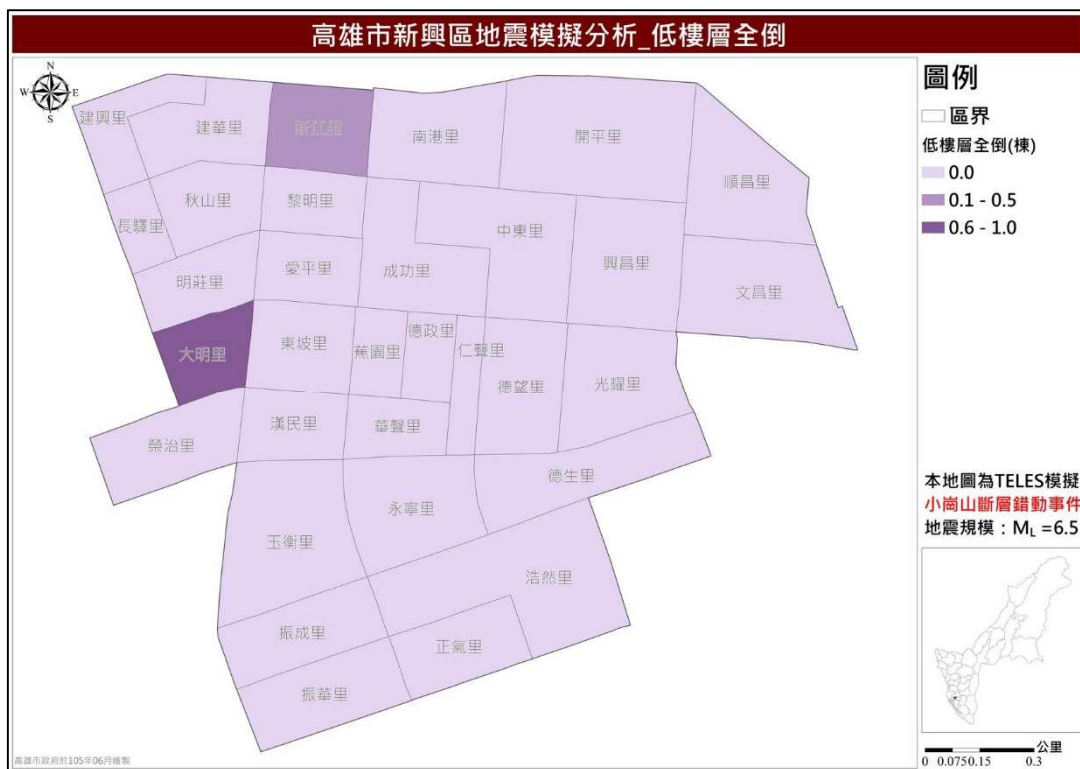 高雄市新興區地震模擬分析_低樓層全倒
N
W
E
S
圖例
區界
低樓層全倒(棟)
0.0
0.1 - 0.5
0.6 - 1.0
建興里
建華里
新江里
南港里
開平里
順昌里
秋山里
黎明里
長驛里
中東里
明莊里
愛平里
成功里
興昌里
文昌里
大明里
東坡里
蕉園里
德政里
仁聲里
德望里
光耀里
榮治里
漢民里
華聲里
德生里
永寧里
玉衡里
浩然里
振成里
正氣里
振華里
本地圖為TELES模擬
小崗山斷層錯動事件
地震規模：ML =6.5
公里
0 0.075 0.15 0.3
高雄市政府於105年06月繪製